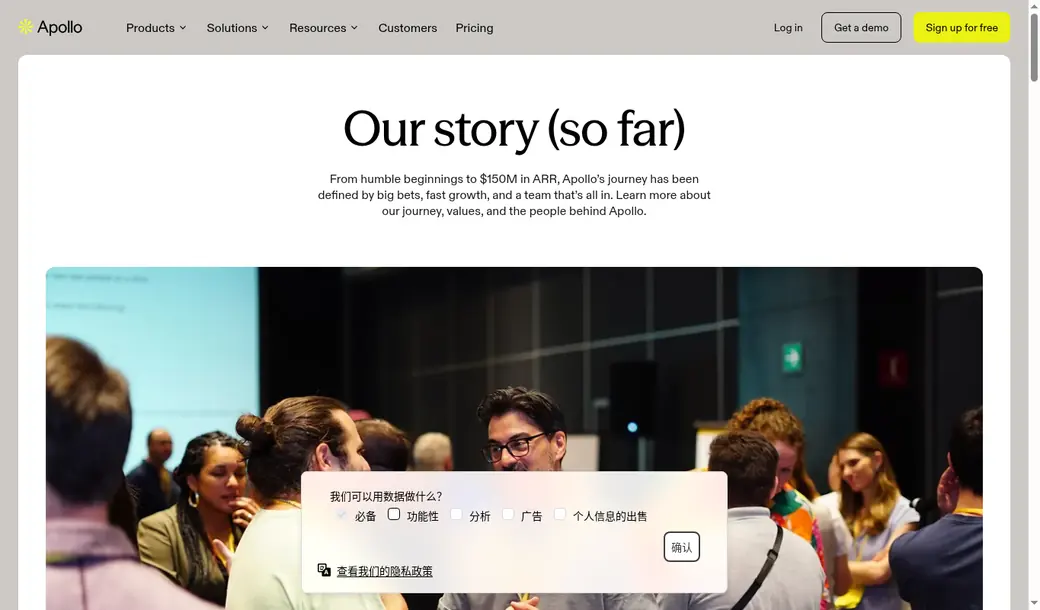 Apollo
Products
Solutions
Resources
Customers
Pricing
Log in
Get a demo
Sign up for free
Our story (so far)
From humble beginnings to $150M in ARR, Apollo's journey has been
defined by big bets, fast growth, and a team that's all in. Learn more about
our journey, values, and the people behind Apollo.
我们可以用数据做什么?
必备 功能性 分析 广告 个人信息的出售
确认
查看我们的隐私政策